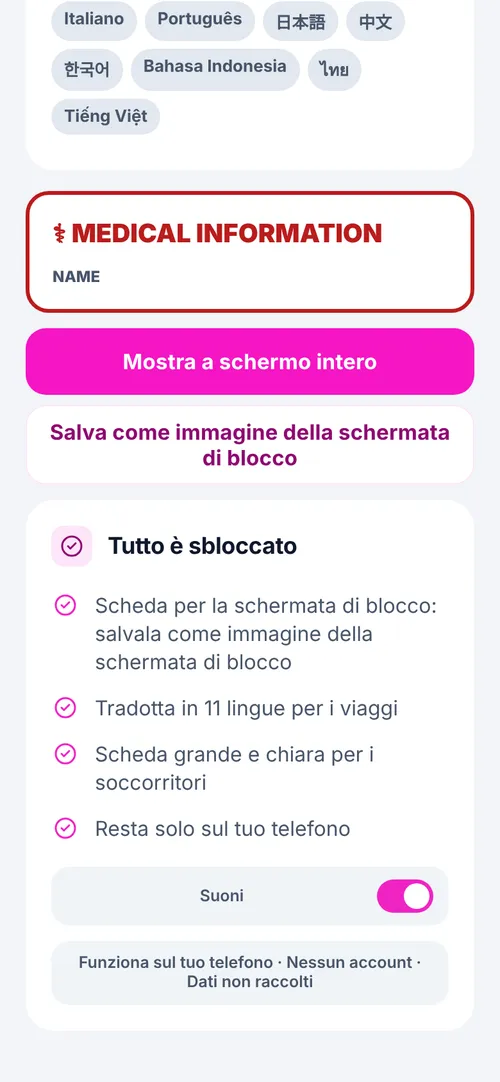 Italiano
Português
日本語
中文
한국어
Bahasa Indonesia
ไทย
Tiếng Việt
⚕ MEDICAL INFORMATION
NAME
Mostra a schermo intero
Salva come immagine della schermata
di blocco
Tutto è sbloccato
Scheda per la schermata di blocco:
salvala come immagine della
schermata di blocco
Tradotta in 11 lingue per i viaggi
Scheda grande e chiara per i
soccorritori
Resta solo sul tuo telefono
Suoni
Funziona sul tuo telefono · Nessun account ·
Dati non raccolti